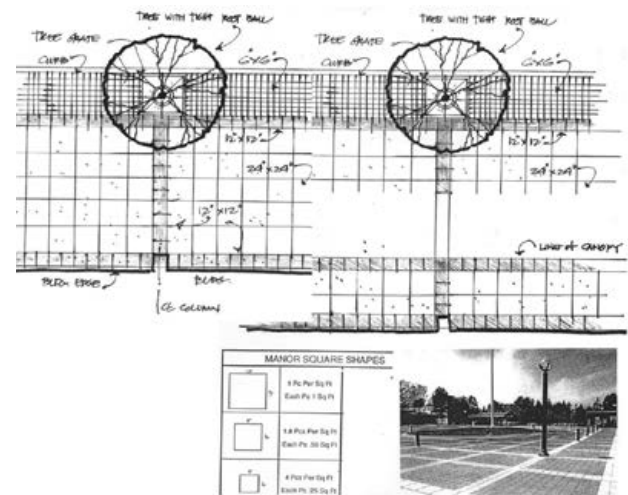 TREE WITH TIGHT ROOT BALL
TREE GRATE
CURB
6"X6"
12"X12"
24"X24"
12"X12"
BLDG.
EDGE
CL COLUMN
TREE WITH TIGHT ROOT BALL
TREE GRATE
CURB
6"X6"
12"X12"
24"X24"
LINE OF CANOPY
MANOR SQUARE SHAPES
1 Pc Per Sq Ft
Each Pc 1 Sq Ft
1.8 Pcs Per Sq Ft
Each Pc .56 Sq Ft
4 Pcs Per Sq Ft
Each Pc .25 Sq Ft